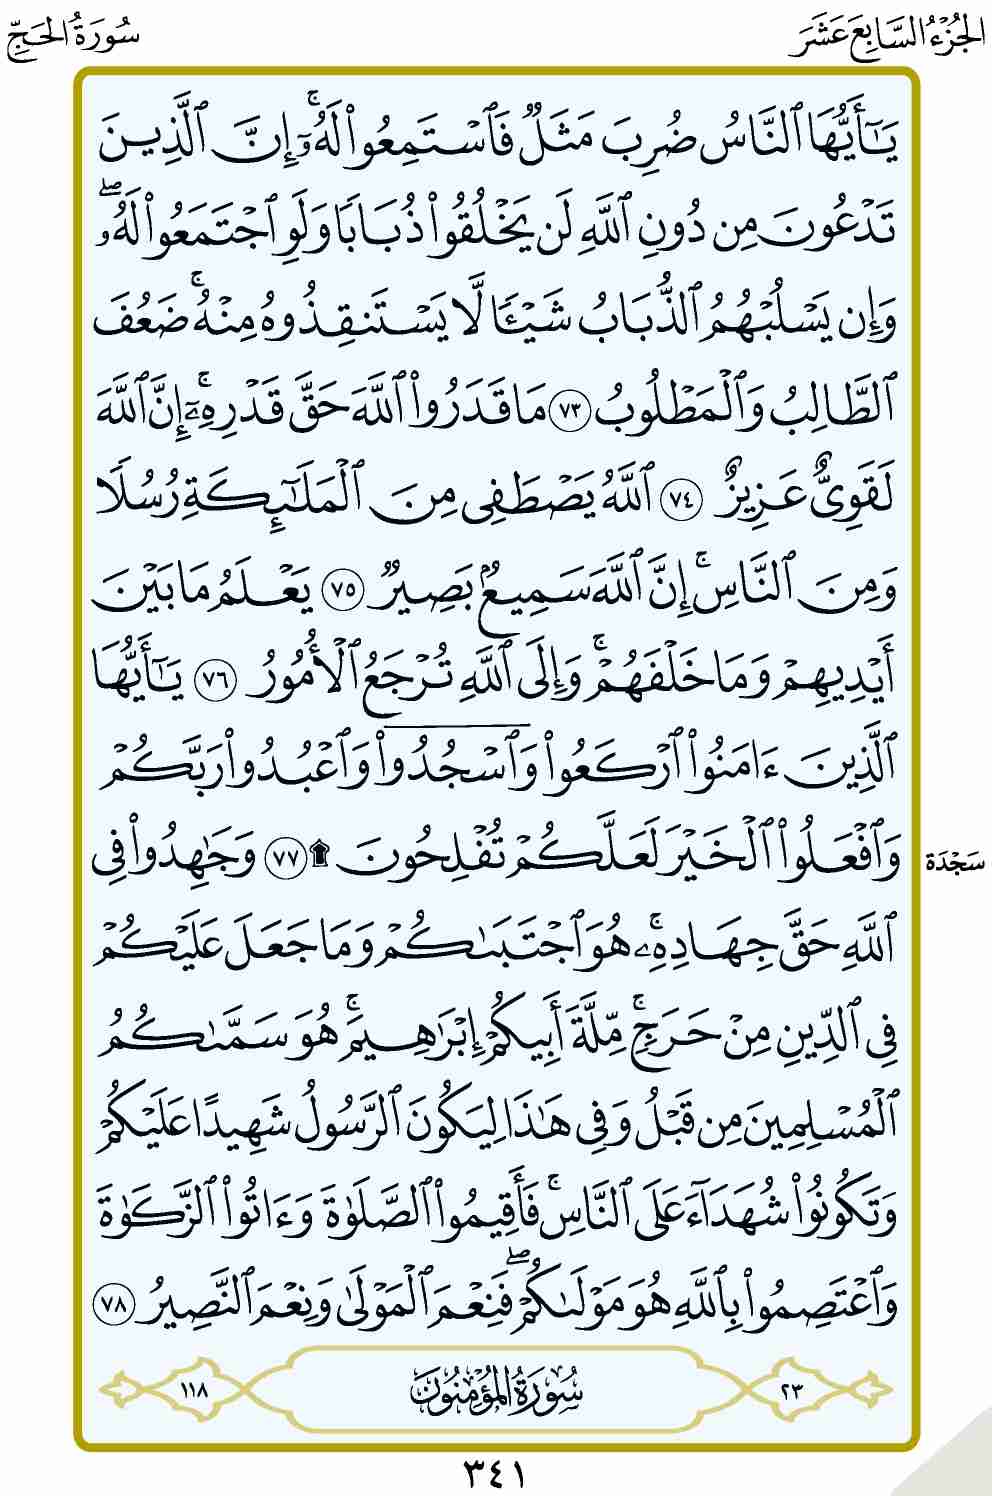 الجُزْءُ السَّابِعَ عَشَرَ
سُورَةُ الحَجِّ
يَٰٓأَيُّهَا ٱلنَّاسُ ضُرِبَ مَثَلٌ فَٱسْتَمِعُوا۟ لَهُۥٓ ۚ إِنَّ ٱلَّذِينَ
تَدْعُونَ مِن دُونِ ٱللَّهِ لَن يَخْلُقُوا۟ ذُبَابًا وَلَوِ ٱجْتَمَعُوا۟ لَهُۥ ۖ
وَإِن يَسْلُبْهُمُ ٱلذُّبَابُ شَيْـًٔا لَّا يَسْتَنقِذُوهُ مِنْهُ ۚ ضَعُفَ
ٱلطَّالِبُ وَٱلْمَطْلُوبُ ٧٣ مَا قَدَرُوا۟ ٱللَّهَ حَقَّ قَدْرِهِۦٓ ۚ إِنَّ ٱللَّهَ
لَقَوِىٌّ عَزِيزٌ ٧٤ ٱللَّهُ يَصْطَفِى مِنَ ٱلْمَلَٰٓئِكَةِ رُسُلًا
وَمِنَ ٱلنَّاسِ ۚ إِنَّ ٱللَّهَ سَمِيعٌۢ بَصِيرٌ ٧٥ يَعْلَمُ مَا بَيْنَ
أَيْدِيهِمْ وَمَا خَلْفَهُمْ ۗ وَإِلَى ٱللَّهِ تُرْجَعُ ٱلْأُمُورُ ٧٦ يَٰٓأَيُّهَا
ٱلَّذِينَ ءَامَنُوا۟ ٱرْكَعُوا۟ وَٱسْجُدُوا۟ وَٱعْبُدُوا۟ رَبَّكُمْ
وَٱفْعَلُوا۟ ٱلْخَيْرَ لَعَلَّكُمْ تُفْلِحُونَ ۩ ٧٧ وَجَٰهِدُوا۟ فِى
سَجْدَة
ٱللَّهِ حَقَّ جِهَادِهِۦ ۚ هُوَ ٱجْتَبَىٰكُمْ وَمَا جَعَلَ عَلَيْكُمْ
فِى ٱلدِّينِ مِنْ حَرَجٍ ۚ مِّلَّةَ أَبِيكُمْ إِبْرَٰهِيمَ ۚ هُوَ سَمَّىٰكُمُ
ٱلْمُسْلِمِينَ مِن قَبْلُ وَفِى هَٰذَا لِيَكُونَ ٱلرَّسُولُ شَهِيدًا عَلَيْكُمْ
وَتَكُونُوا۟ شُهَدَآءَ عَلَى ٱلنَّاسِ ۚ فَأَقِيمُوا۟ ٱلصَّلَوٰةَ وَءَاتُوا۟ ٱلزَّكَوٰةَ
وَٱعْتَصِمُوا۟ بِٱللَّهِ هُوَ مَوْلَىٰكُمْ ۖ فَنِعْمَ ٱلْمَوْلَىٰ وَنِعْمَ ٱلنَّصِيرُ ٧٨
٢٣ سُورَةُ المُؤْمِنُونَ ١١٨
٣٤١